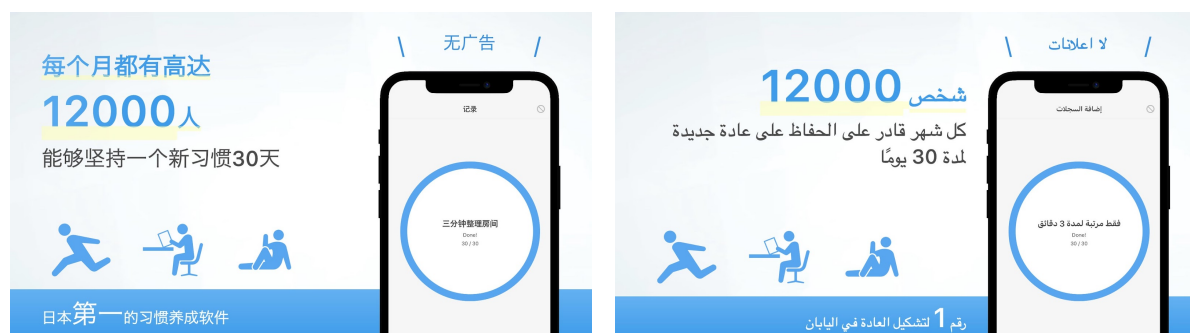 每个月都有高达
12000人
能够坚持一个新习惯30天
无广告
记录
三分钟整理房间
Done!
30 / 30
日本第一的习惯养成软件
لا اعلانات
12000 شخص
كل شهر قادر على الحفاظ على عادة جديدة
لمدة 30 يومًا
إضافة السجلات
فقط مرتبة لمدة 3 دقائق
Done!
30 / 30
رقم 1 لتشكيل العادة في اليابان